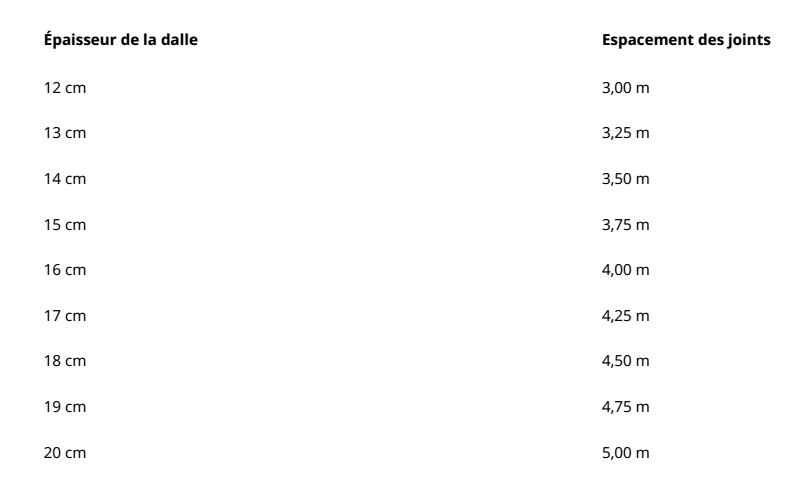 Épaisseur de la dalle Espacement des joints
12 cm 3,00 m
13 cm 3,25 m
14 cm 3,50 m
15 cm 3,75 m
16 cm 4,00 m
17 cm 4,25 m
18 cm 4,50 m
19 cm 4,75 m
20 cm 5,00 m